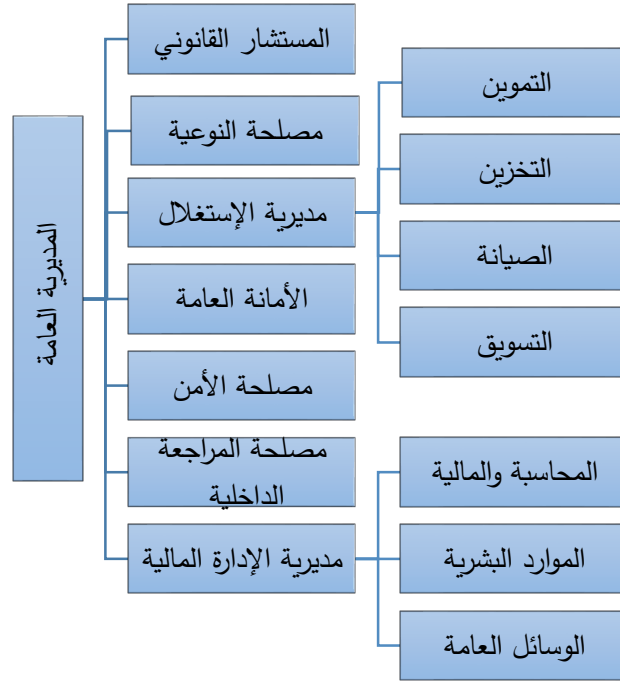 المديرية العامة
المستشار القانوني
مصلحة النوعية
مديرية الإستغلال
الأمانة العامة
مصلحة الأمن
مصلحة المراجعة
الداخلية
مديرية الإدارة المالية
التموين
التخزين
الصيانة
التسويق
المحاسبة والمالية
الموارد البشرية
الوسائل العامة